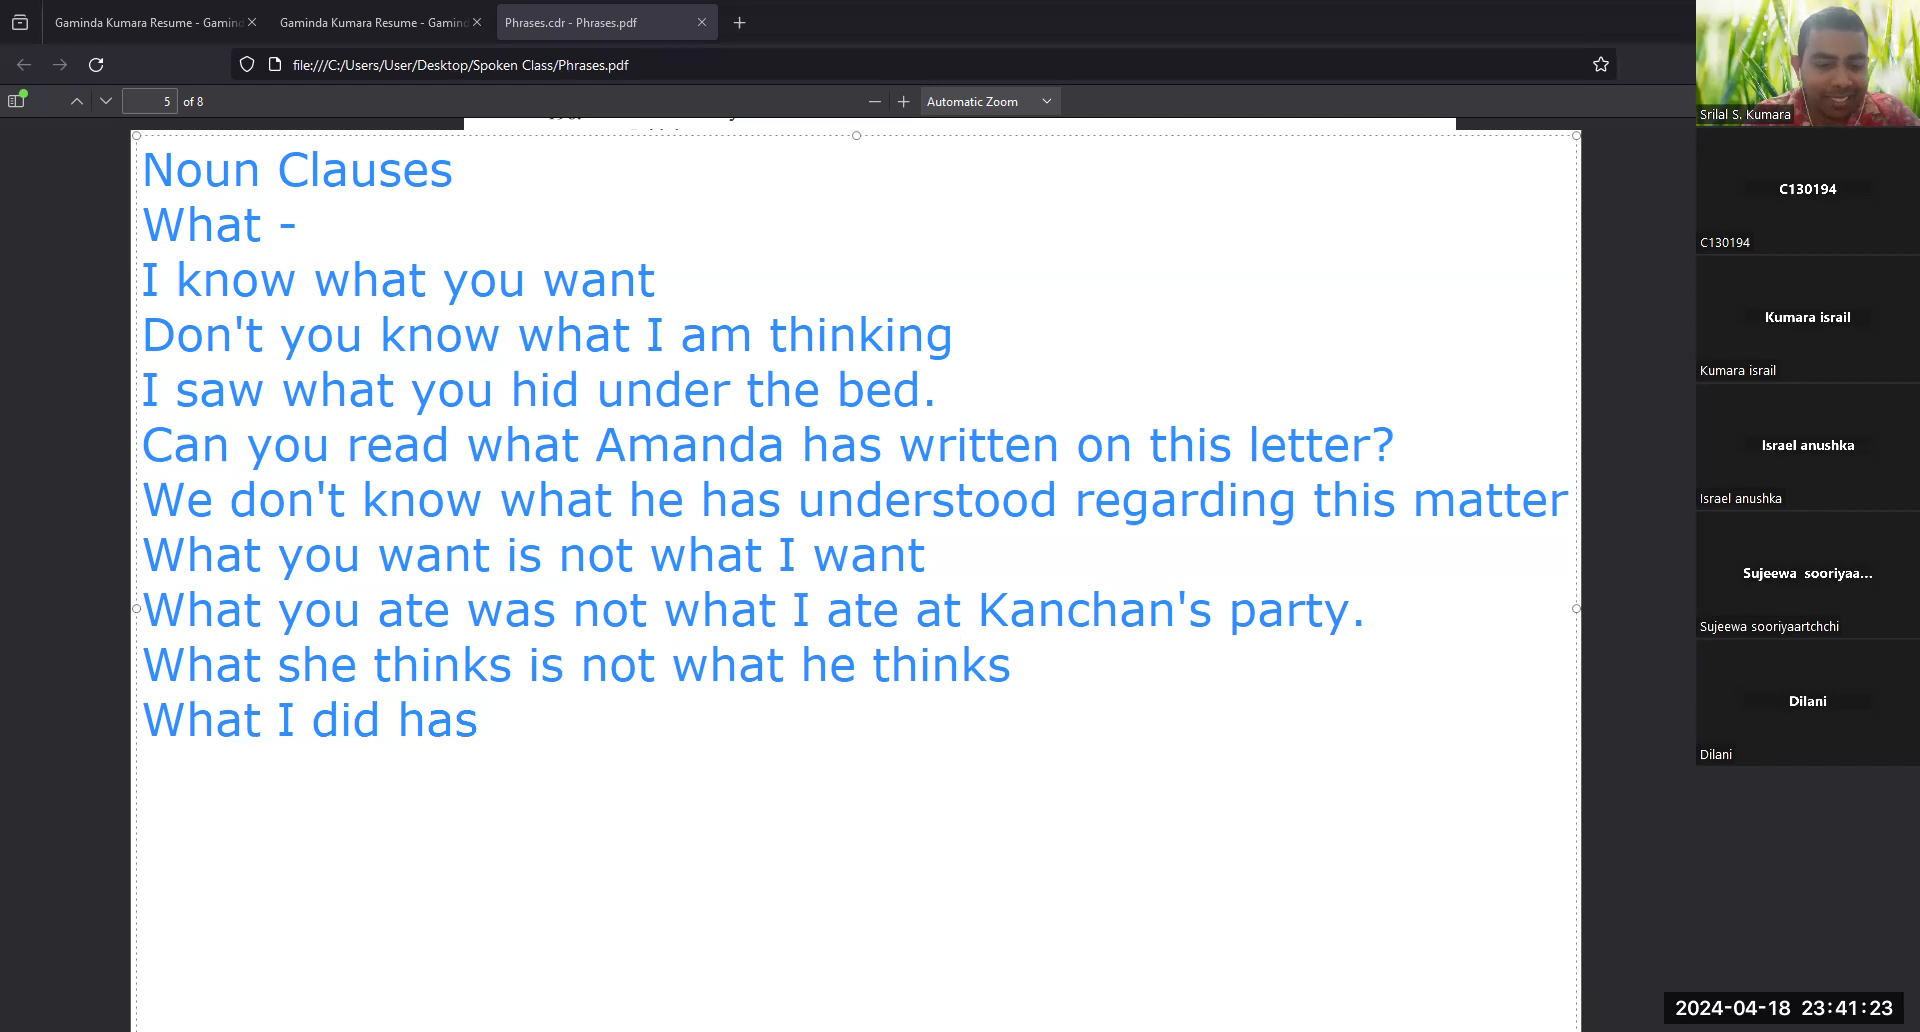 Gaminda Kumara Resume - Gamind
Gaminda Kumara Resume - Gamind
Phrases.cdr - Phrases.pdf
file:///C:/Users/User/Desktop/Spoken Class/Phrases.pdf
5 of 8
Automatic Zoom
Noun Clauses
What -
I know what you want
Don't you know what I am thinking
I saw what you hid under the bed.
Can you read what Amanda has written on this letter?
We don't know what he has understood regarding this matter
What you want is not what I want
What you ate was not what I ate at Kanchan's party.
What she thinks is not what he thinks
What I did has
Srilal S. Kumara
C130194
C130194
Kumara israil
Kumara israil
Israel anushka
Israel anushka
Sujeewa sooriyaa...
Sujeewa sooriyaartchchi
Dilani
Dilani
2024-04-18 23:41:23